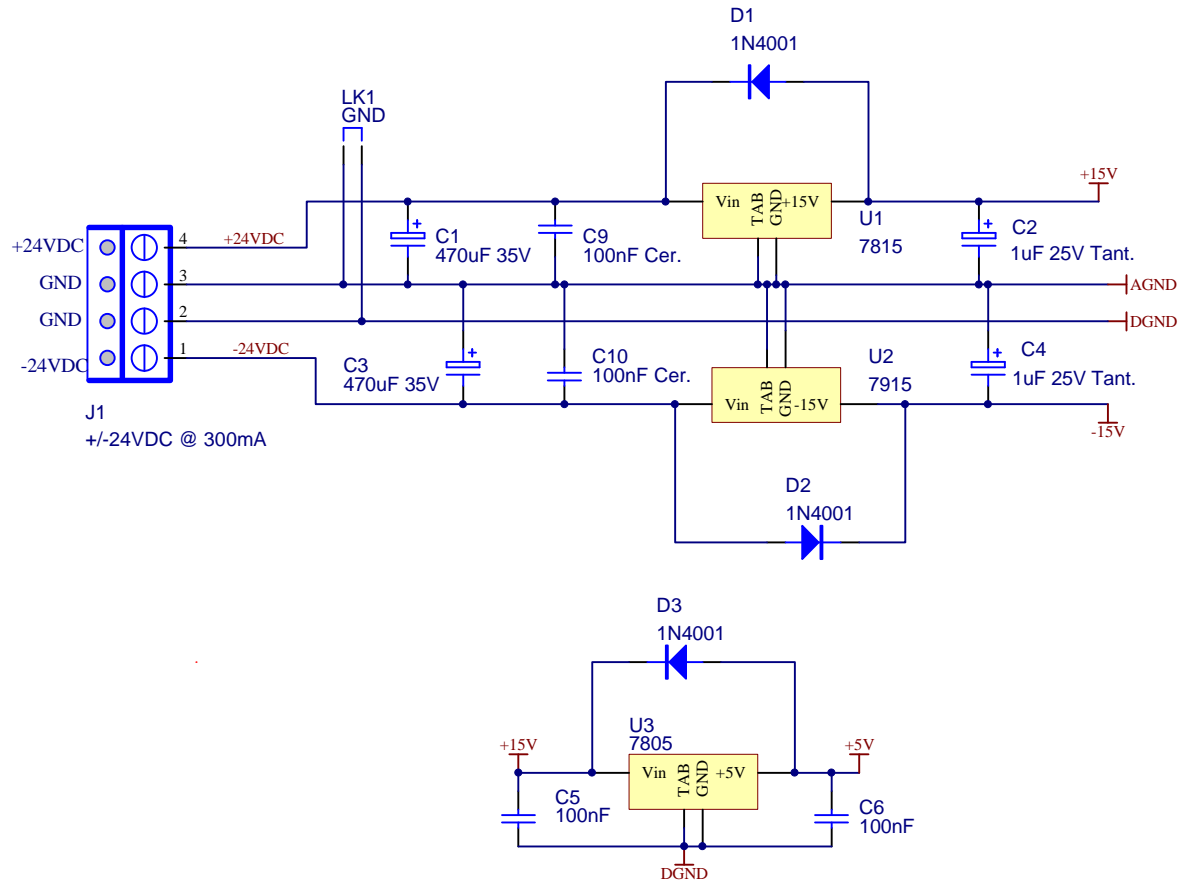 D1
1N4001
LK1
GND
+15V
Vin
TAB
GND
+15V
U1
7815
C1
470uF 35V
C9
100nF Cer.
C2
1uF 25V Tant.
+24VDC
4
+24VDC
GND
3
AGND
GND
2
DGND
-24VDC
1
-24VDC
C3
470uF 35V
C10
100nF Cer.
U2
7915
C4
1uF 25V Tant.
Vin
TAB
GND
-15V
-15V
J1
+/-24VDC @ 300mA
D2
1N4001
D3
1N4001
U3
7805
+15V
+5V
Vin
TAB
GND
+5V
C5
100nF
C6
100nF
DGND